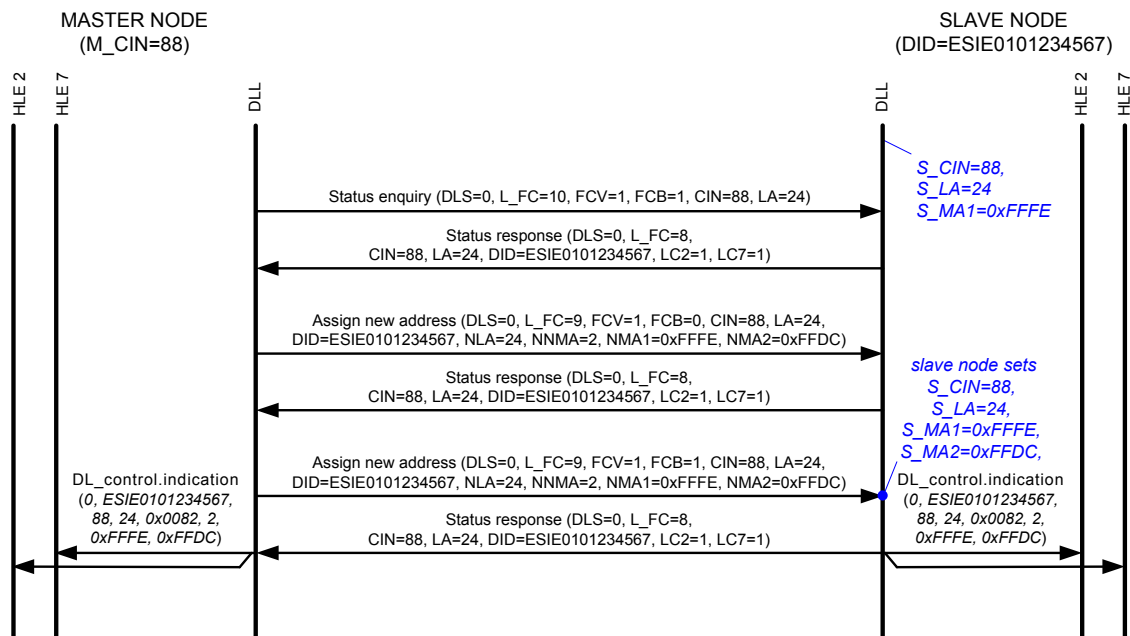 MASTER NODE
(M_CIN=88)
SLAVE NODE
(DID=ESIE0101234567)
HLE 2
HLE 7
DLL
DLL
HLE 2
HLE 7
S_CIN=88,
S_LA=24
S_MA1=0xFFFE
Status enquiry (DLS=0, L_FC=10, FCV=1, FCB=1, CIN=88, LA=24)
Status response (DLS=0, L_FC=8,
CIN=88, LA=24, DID=ESIE0101234567, LC2=1, LC7=1)
Assign new address (DLS=0, L_FC=9, FCV=1, FCB=0, CIN=88, LA=24,
DID=ESIE0101234567, NLA=24, NNMA=2, NMA1=0xFFFE, NMA2=0xFFDC)
Status response (DLS=0, L_FC=8,
CIN=88, LA=24, DID=ESIE0101234567, LC2=1, LC7=1)
slave node sets
S_CIN=88,
S_LA=24,
S_MA1=0xFFFE,
S_MA2=0xFFDC,
Assign new address (DLS=0, L_FC=9, FCV=1, FCB=1, CIN=88, LA=24,
DID=ESIE0101234567, NLA=24, NNMA=2, NMA1=0xFFFE, NMA2=0xFFDC)
DL_control.indication
(0, ESIE0101234567,
88, 24, 0x0082, 2,
0xFFFE, 0xFFDC)
Status response (DLS=0, L_FC=8,
CIN=88, LA=24, DID=ESIE0101234567, LC2=1, LC7=1)
DL_control.indication
(0, ESIE0101234567,
88, 24, 0x0082, 2,
0xFFFE, 0xFFDC)